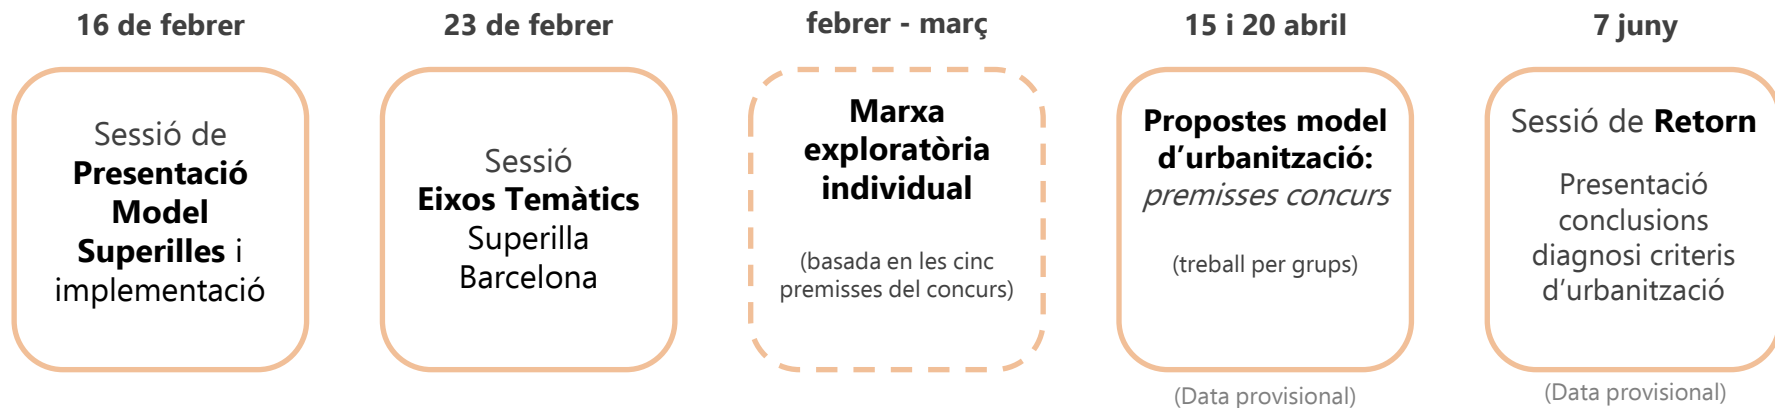 16 de febrer
Sessió de
Presentació
Model
Superilles i
implementació
23 de febrer
Sessió
Eixos Temàtics
Superilla
Barcelona
febrer - març
Marxa
exploratòria
individual
(basada en les cinc
premisses del concurs)
15 i 20 abril
Propostes model
d'urbanització:
premisses concurs
(treball per grups)
(Data provisional)
7 juny
Sessió de Retorn
Presentació
conclusions
diagnosi criteris
d'urbanització
(Data provisional)